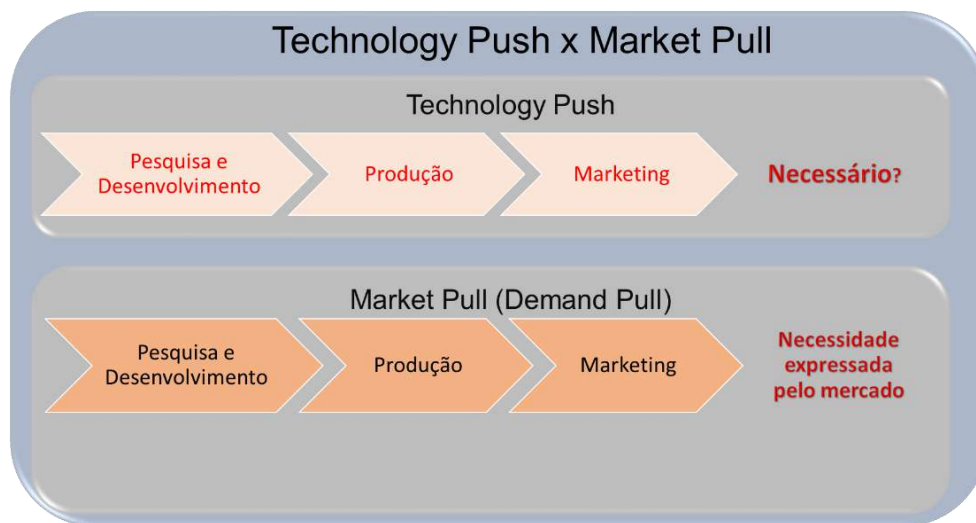 Technology Push x Market Pull
Technology Push
Pesquisa e
Desenvolvimento
Produção
Marketing
Necessário?
Market Pull (Demand Pull)
Pesquisa e
Desenvolvimento
Produção
Marketing
Necessidade
expressada
pelo mercado